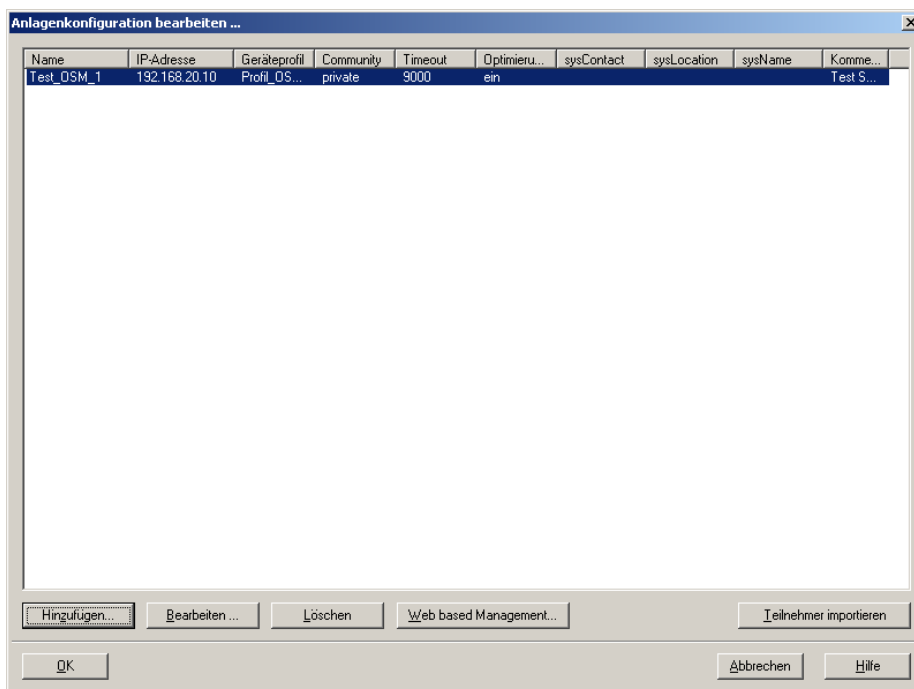 Anlagenkonfiguration bearbeiten ...
Name IP-Adresse Geräteprofil Community Timeout Optimieru... sysContact sysLocation sysName Komme...
Test_OSM_1 192.168.20.10 Profil_OS... private 9000 ein Test S...
Hinzufügen... Bearbeiten ... Löschen Web based Management... Teilnehmer importieren
OK Abbrechen Hilfe